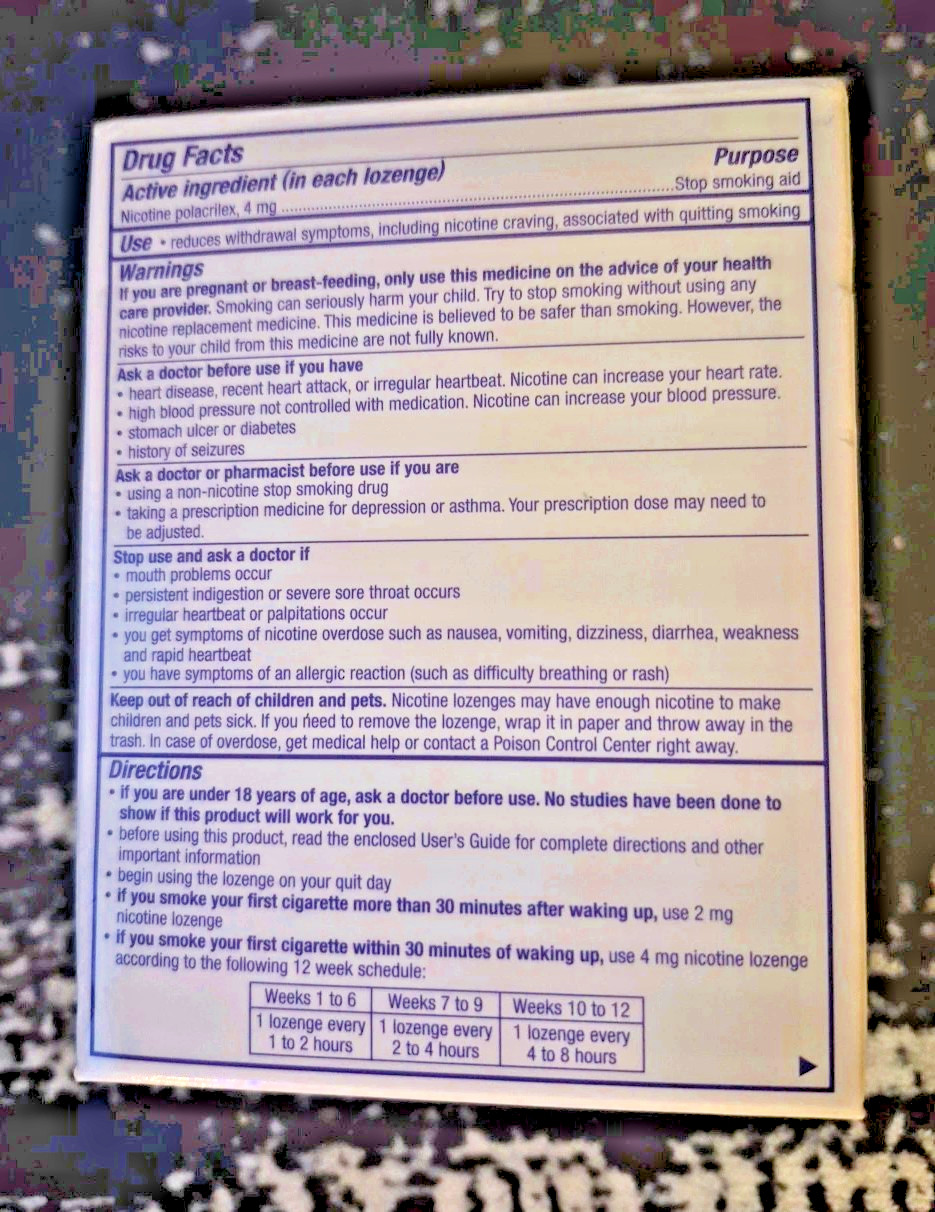 Drug Facts
Active ingredient (in each lozenge) Purpose
Nicotine polacrilex, 4 mg ........................................................................Stop smoking aid
Use • reduces withdrawal symptoms, including nicotine craving, associated with quitting smoking
Warnings
If you are pregnant or breast-feeding, only use this medicine on the advice of your health
care provider. Smoking can seriously harm your child. Try to stop smoking without using any
nicotine replacement medicine. This medicine is believed to be safer than smoking. However, the
risks to your child from this medicine are not fully known.
Ask a doctor before use if you have
• heart disease, recent heart attack, or irregular heartbeat. Nicotine can increase your heart rate.
• high blood pressure not controlled with medication. Nicotine can increase your blood pressure.
• stomach ulcer or diabetes
• history of seizures
Ask a doctor or pharmacist before use if you are
• using a non-nicotine stop smoking drug
• taking a prescription medicine for depression or asthma. Your prescription dose may need to
be adjusted.
Stop use and ask a doctor if
• mouth problems occur
• persistent indigestion or severe sore throat occurs
• irregular heartbeat or palpitations occur
• you get symptoms of nicotine overdose such as nausea, vomiting, dizziness, diarrhea, weakness
and rapid heartbeat
• you have symptoms of an allergic reaction (such as difficulty breathing or rash)
Keep out of reach of children and pets. Nicotine lozenges may have enough nicotine to make
children and pets sick. If you need to remove the lozenge, wrap it in paper and throw away in the
trash. In case of overdose, get medical help or contact a Poison Control Center right away.
Directions
• if you are under 18 years of age, ask a doctor before use. No studies have been done to
show if this product will work for you.
• before using this product, read the enclosed User's Guide for complete directions and other
important information
• begin using the lozenge on your quit day
• if you smoke your first cigarette more than 30 minutes after waking up, use 2 mg
nicotine lozenge
• if you smoke your first cigarette within 30 minutes of waking up, use 4 mg nicotine lozenge
according to the following 12 week schedule:
Weeks 1 to 6 Weeks 7 to 9 Weeks 10 to 12
1 lozenge every 1 lozenge every 1 lozenge every
1 to 2 hours 2 to 4 hours 4 to 8 hours